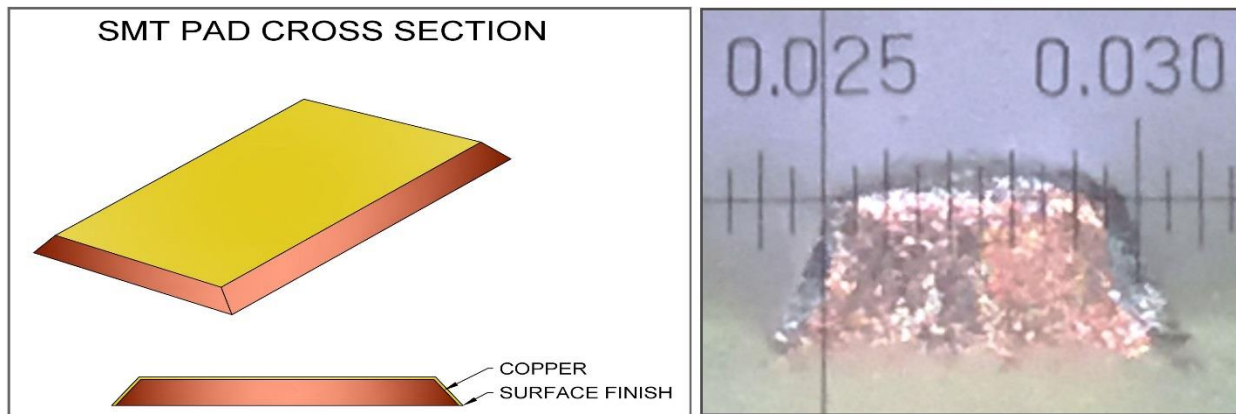 SMT PAD CROSS SECTION
COPPER
SURFACE FINISH
0.025 0.030